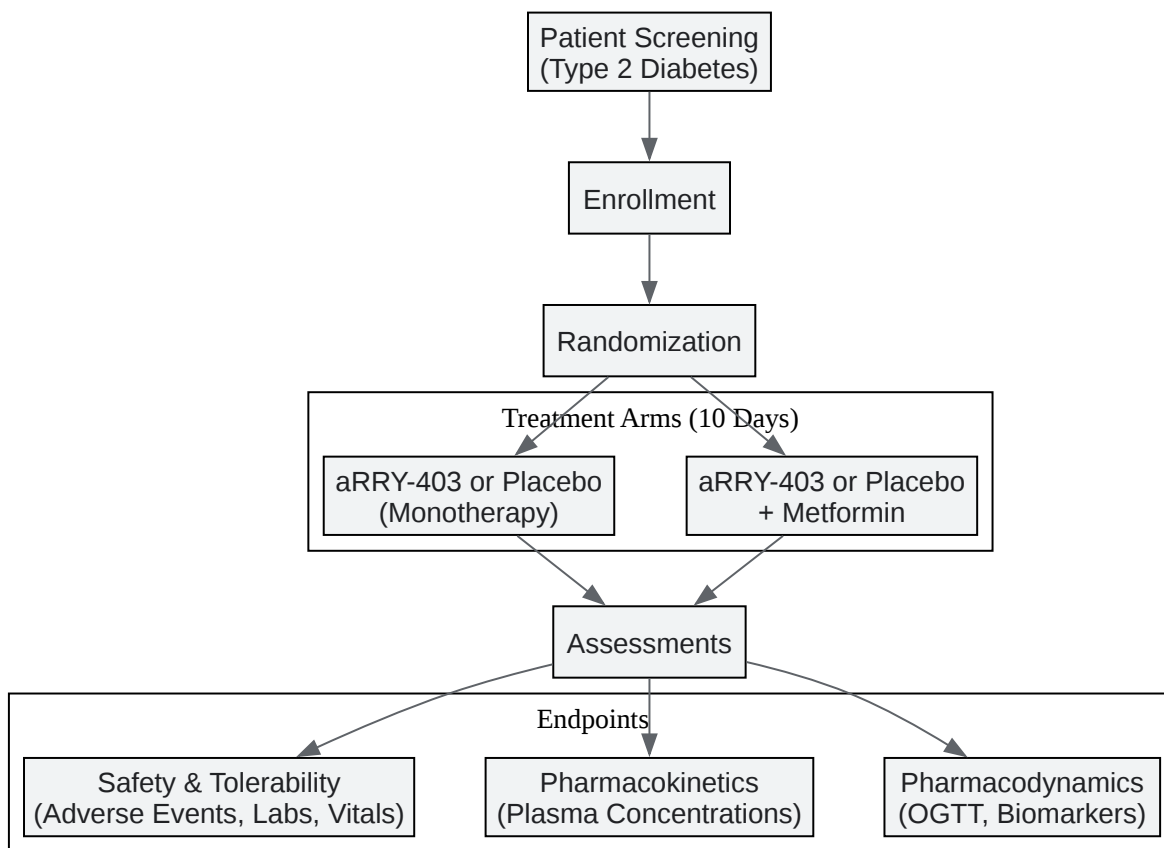 Patient Screening
(Type 2 Diabetes)
Enrollment
Randomization
Treatment Arms (10 Days)
aRRY-403 or Placebo
(Monotherapy)
aRRY-403 or Placebo
+ Metformin
Assessments
Endpoints
Safety & Tolerability
(Adverse Events, Labs, Vitals)
Pharmacokinetics
(Plasma Concentrations)
Pharmacodynamics
(OGTT, Biomarkers)